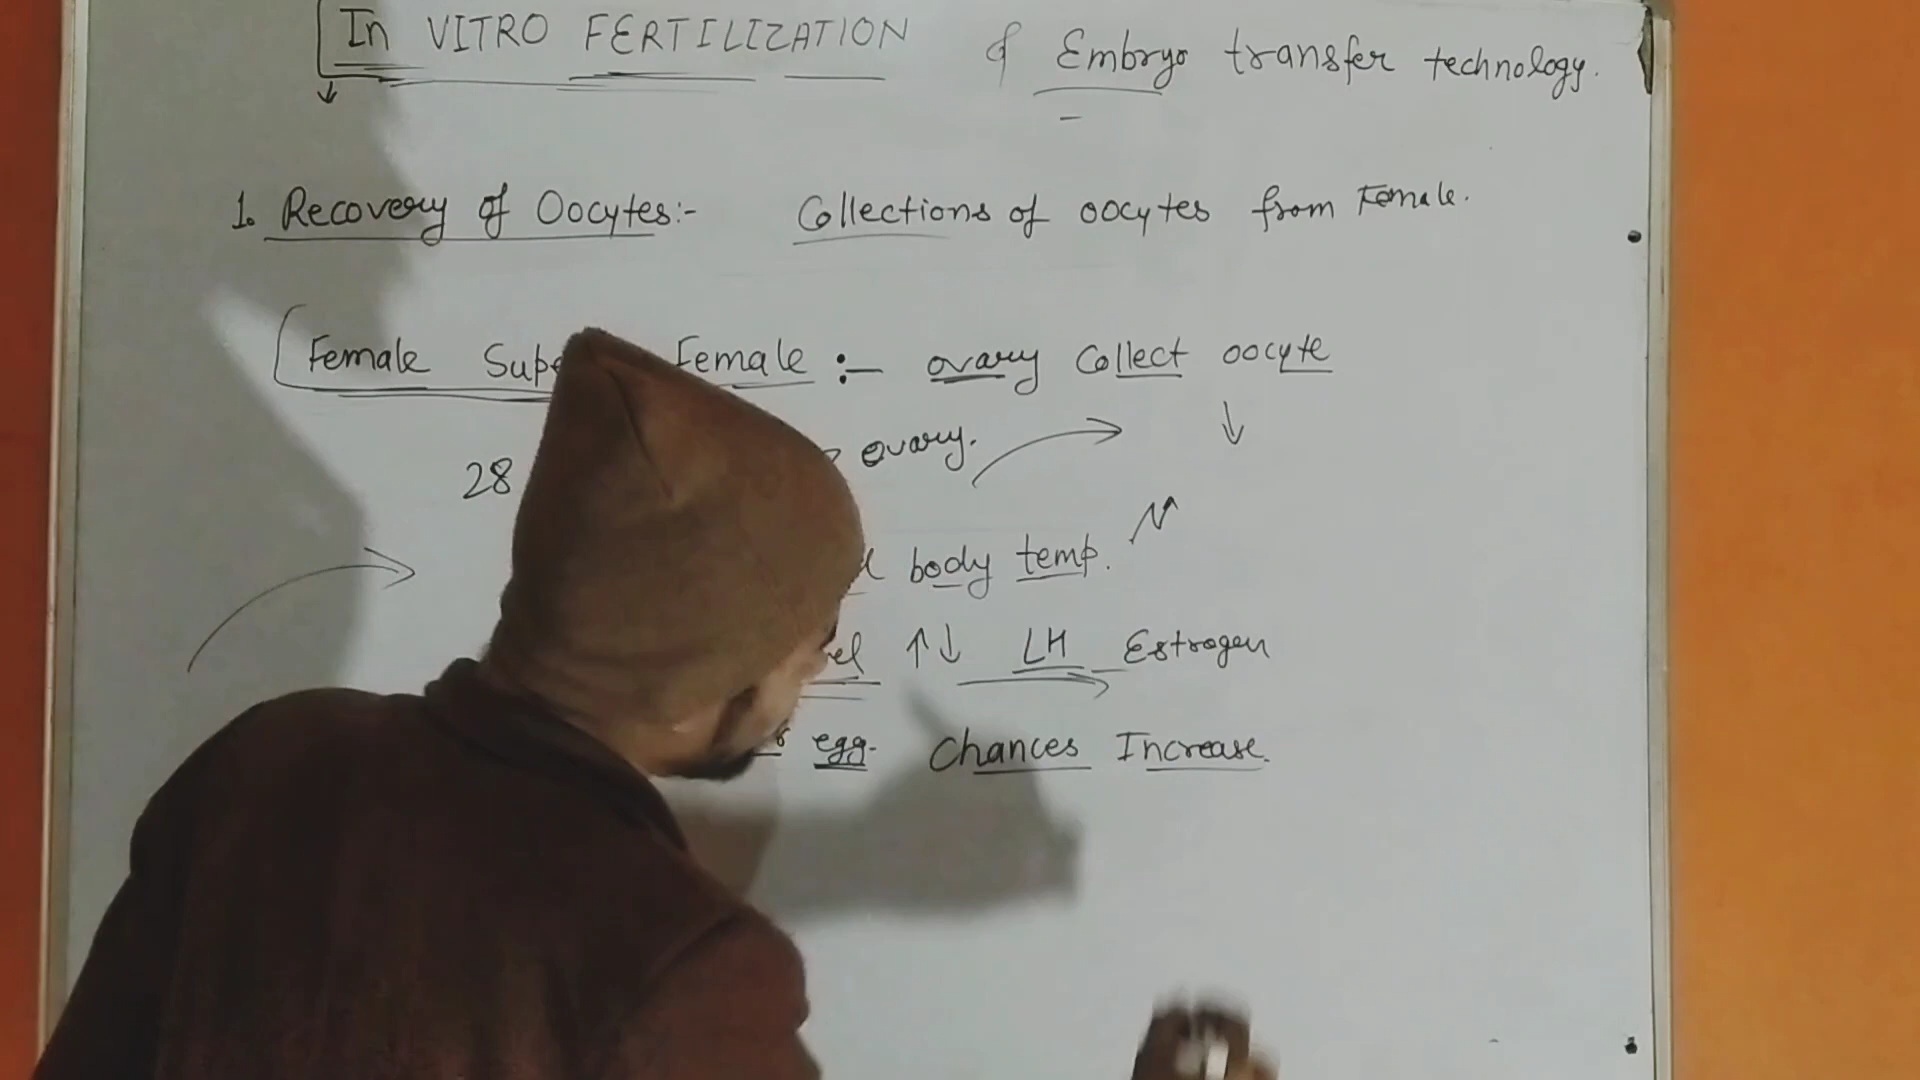 In VITRO FERTILIZATION & Embryo transfer technology.
1. Recovery of Oocytes:- Collections of oocytes from Female.
Female Female :- ovary Collect oocyte
28 ovary.
body temp.
↑↓ LH Estrogen
egg. Chances Increase.